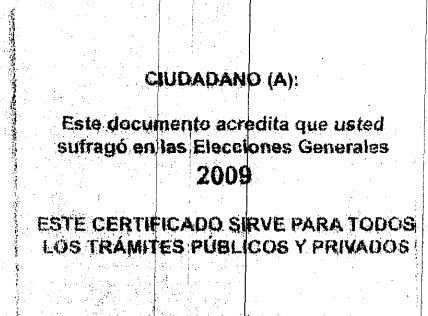 CIUDADANO (A):
Este documento acredita que usted
sufragó en las Elecciones Generales
2009
ESTE CERTIFICADO SIRVE PARA TODOS
LOS TRÁMITES PÚBLICOS Y PRIVADOS